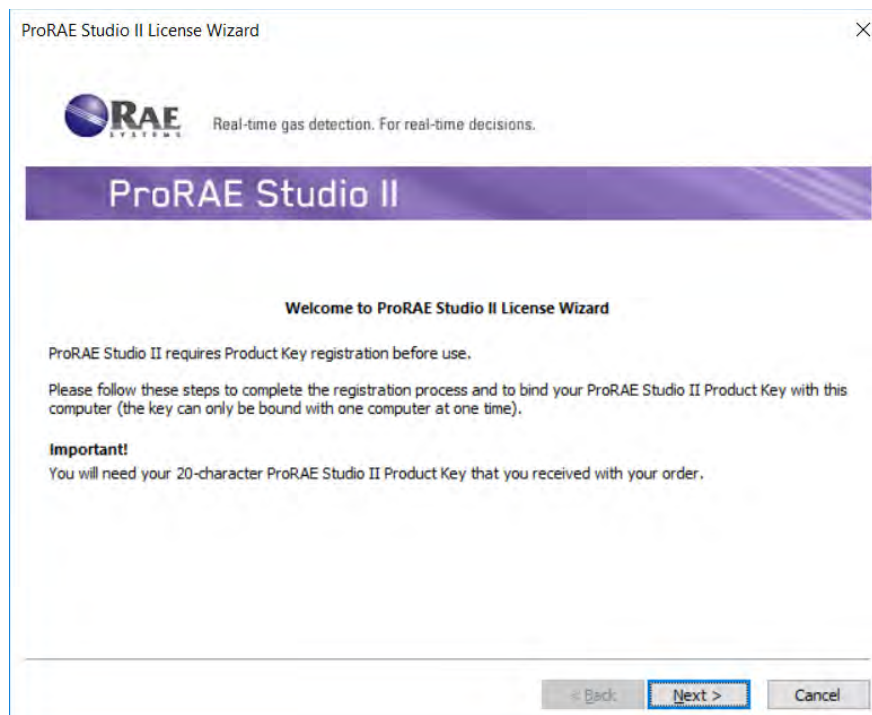 ProRAE Studio II License Wizard
RAE
SYSTEMS
Real-time gas detection. For real-time decisions.
ProRAE Studio II
Welcome to ProRAE Studio II License Wizard
ProRAE Studio II requires Product Key registration before use.
Please follow these steps to complete the registration process and to bind your ProRAE Studio II Product Key with this
computer (the key can only be bound with one computer at one time).
Important!
You will need your 20-character ProRAE Studio II Product Key that you received with your order.
< Back
Next >
Cancel